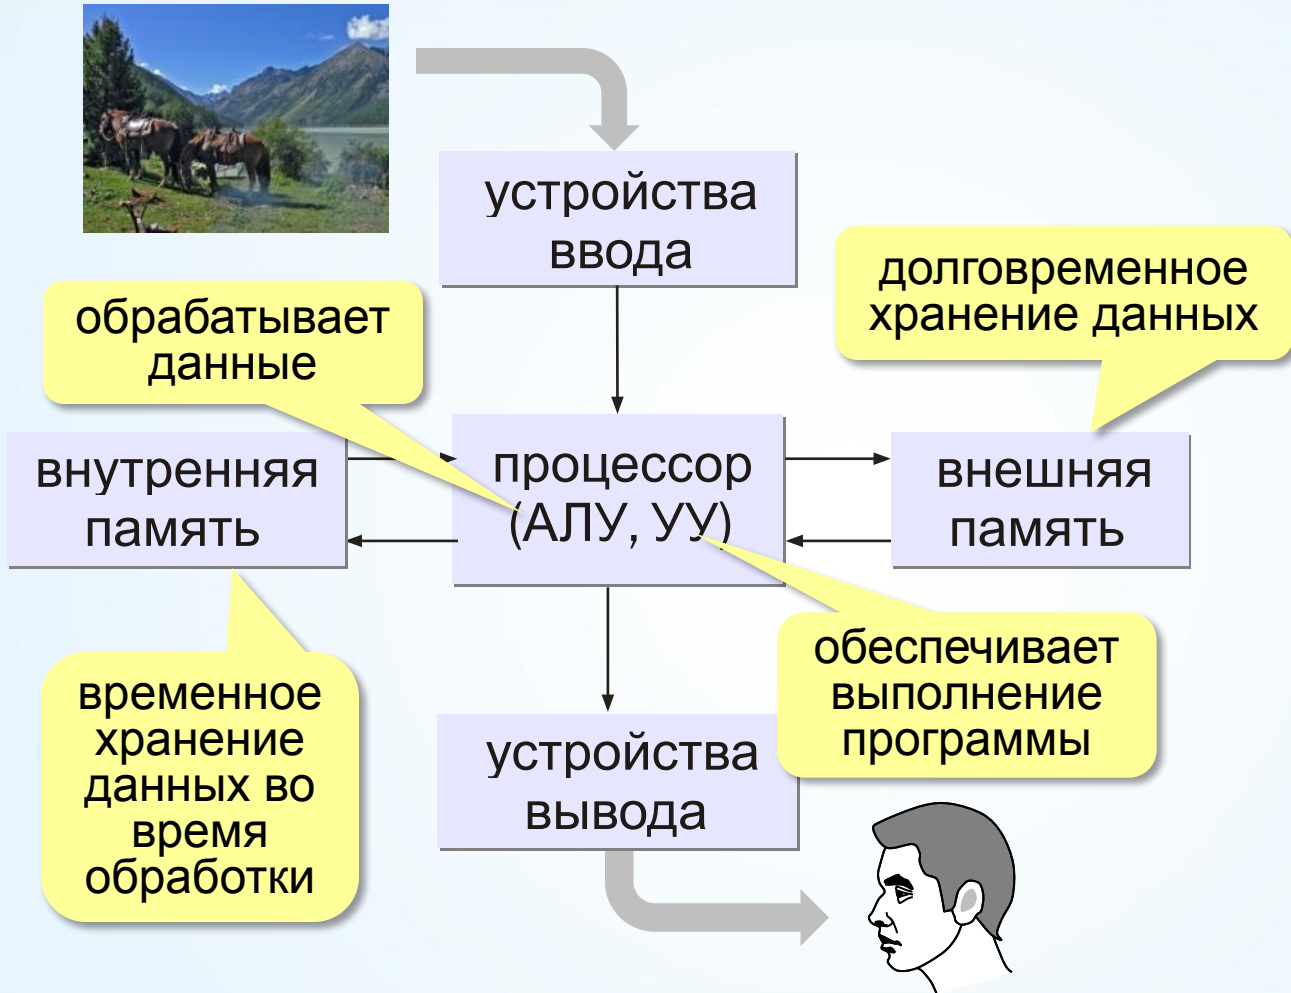 устройства
ввода
долговременное
хранение данных
обрабатывает
данные
внутренняя
память
процессор
(АЛУ, УУ)
внешняя
память
обеспечивает
выполнение
программы
временное
хранение
данных во
время
обработки
устройства
вывода